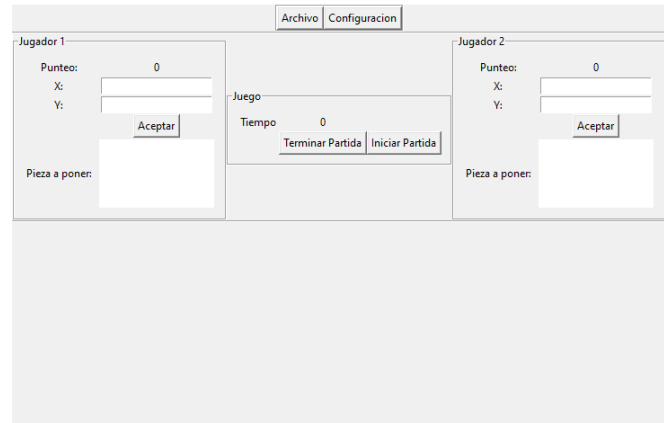 Archivo Configuracion
Jugador 1
Punteo: 0
X:
Y:
Aceptar
Pieza a poner:
Juego
Tiempo 0
Terminar Partida Iniciar Partida
Jugador 2
Punteo: 0
X:
Y:
Aceptar
Pieza a poner: